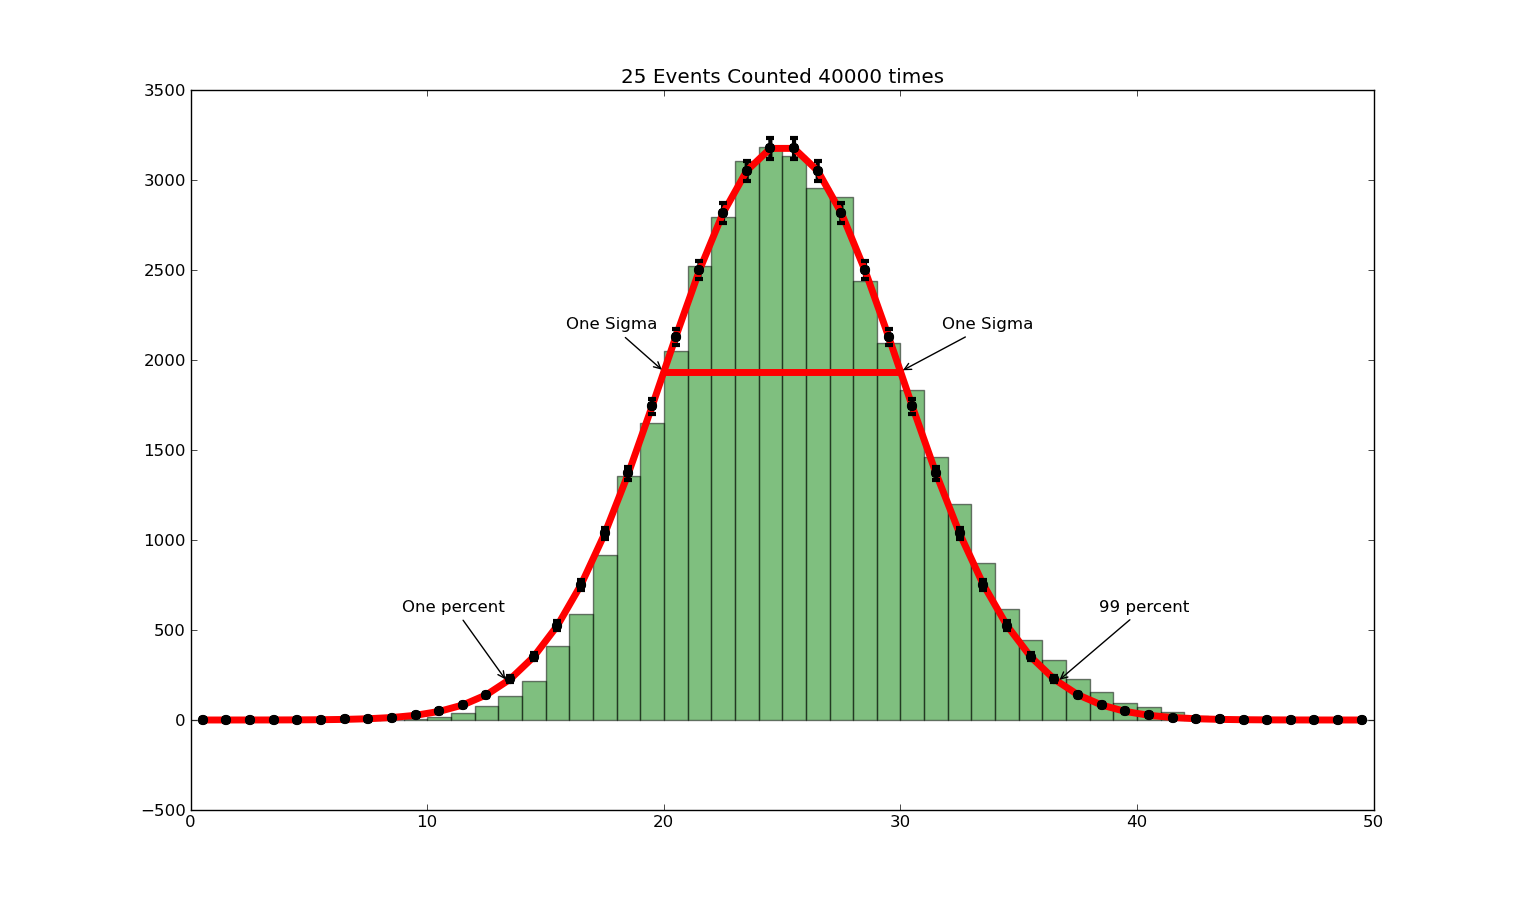 25 Events Counted 40000 times
3500
3000
2500
2000
1500
1000
500
0
−500
One Sigma
One Sigma
One percent
99 percent
0 10 20 30 40 50